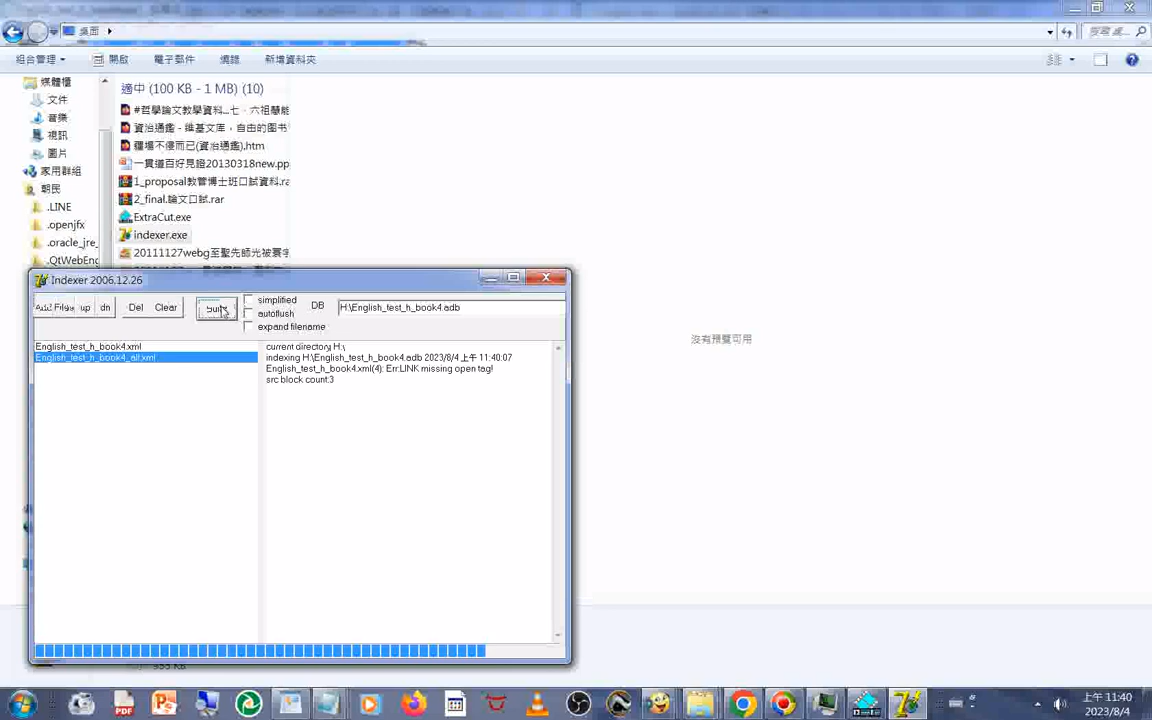 桌面
搜尋 桌...
組合管理
開啟
電子郵件
燒錄
新增資料夾
媒體櫃
文件
音樂
視訊
圖片
家用群組
朝民
.LINE
.openjfx
.oracle_jre_
.QtWebEng
適中 (100 KB - 1 MB) (10)
#哲學論文教學資料...七‧六祖慧能
資治通鑑 - 維基文库，自由的图书
疆場不侵而已(資治通鑑).htm
一貫道百好見證20130318new.pp
1_proposal教管博士班口試資料.ra
2_final.論文口試.rar
ExtraCut.exe
indexer.exe
20111127webg至聖先師光被寰宇
沒有預覽可用
Indexer 2006.12.26
Add Files
up
dn
Del
Clear
simplified
autoflush
expand filename
DB
H:\English_test_h_book4.adb
English_test_h_book4.xml
English_test_h_book4_all.xml
current directory H:\
indexing H:\English_test_h_book4.adb 2023/8/4 上午 11:40:07
English_test_h_book4.xml(4): Err:LINK missing open tag!
src block count:3
上午 11:40
2023/8/4